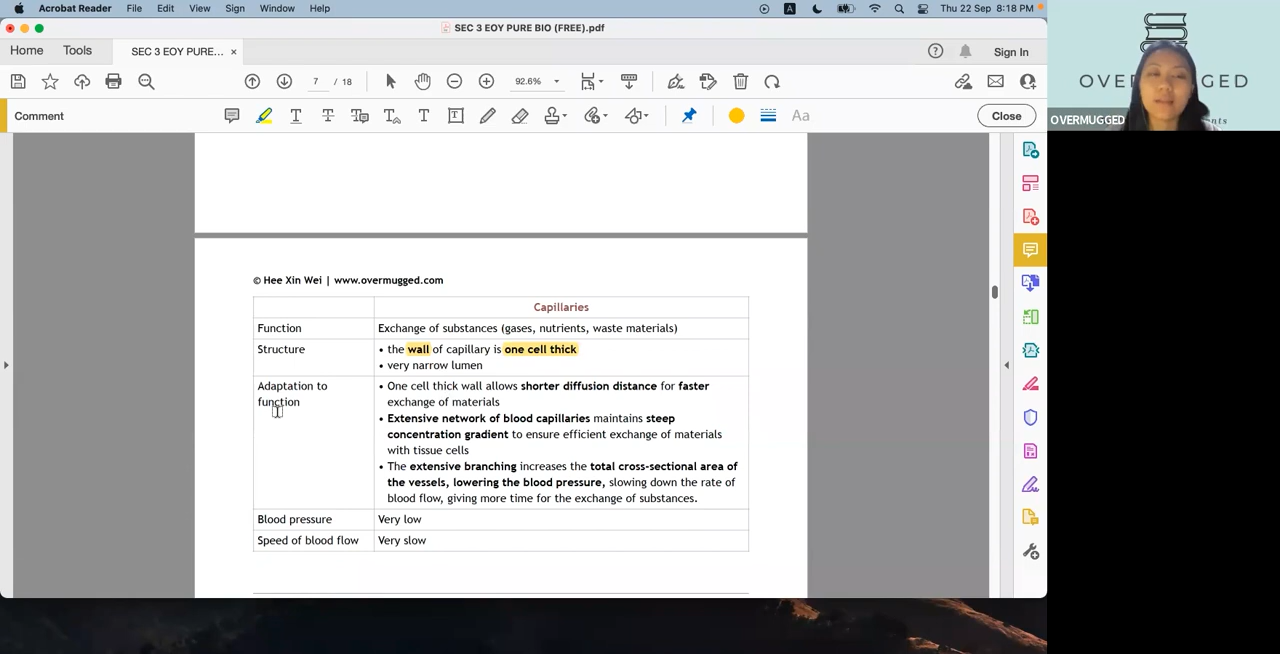 Acrobat Reader File Edit View Sign Window Help A Thu 22 Sep 8:18 PM
SEC 3 EOY PURE BIO (FREE).pdf
Home Tools SEC 3 EOY PURE... × Sign In
7 / 18 92.6%
Comment Aa Close
OVERMUGGED
OVERMUGGED
© Hee Xin Wei | www.overmugged.com
Capillaries
Function Exchange of substances (gases, nutrients, waste materials)
Structure • the wall of capillary is one cell thick
• very narrow lumen
Adaptation to function • One cell thick wall allows shorter diffusion distance for faster
exchange of materials
• Extensive network of blood capillaries maintains steep
concentration gradient to ensure efficient exchange of materials
with tissue cells
• The extensive branching increases the total cross-sectional area of
the vessels, lowering the blood pressure, slowing down the rate of
blood flow, giving more time for the exchange of substances.
Blood pressure Very low
Speed of blood flow Very slow